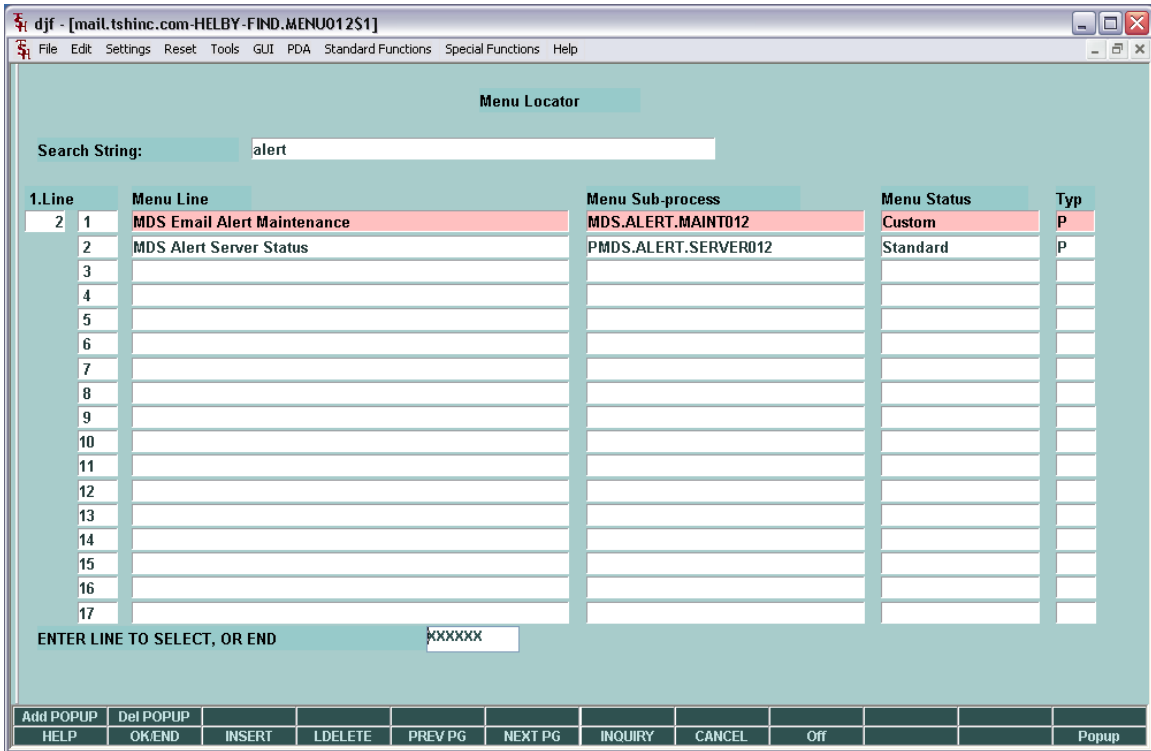 djf - [mail.tshinc.com-HELBY-FIND.MENU012S1]
File Edit Settings Reset Tools GUI PDA Standard Functions Special Functions Help
Menu Locator
Search String: alert
1.Line Menu Line Menu Sub-process Menu Status Typ
2 1 MDS Email Alert Maintenance MDS.ALERT.MAINT012 Custom P
2 MDS Alert Server Status PMDS.ALERT.SERVER012 Standard P
3
4
5
6
7
8
9
10
11
12
13
14
15
16
17
ENTER LINE TO SELECT, OR END XXXXXX
Add POPUP Del POPUP
HELP OK/END INSERT LDELETE PREV PG NEXT PG INQUIRY CANCEL Off Popup